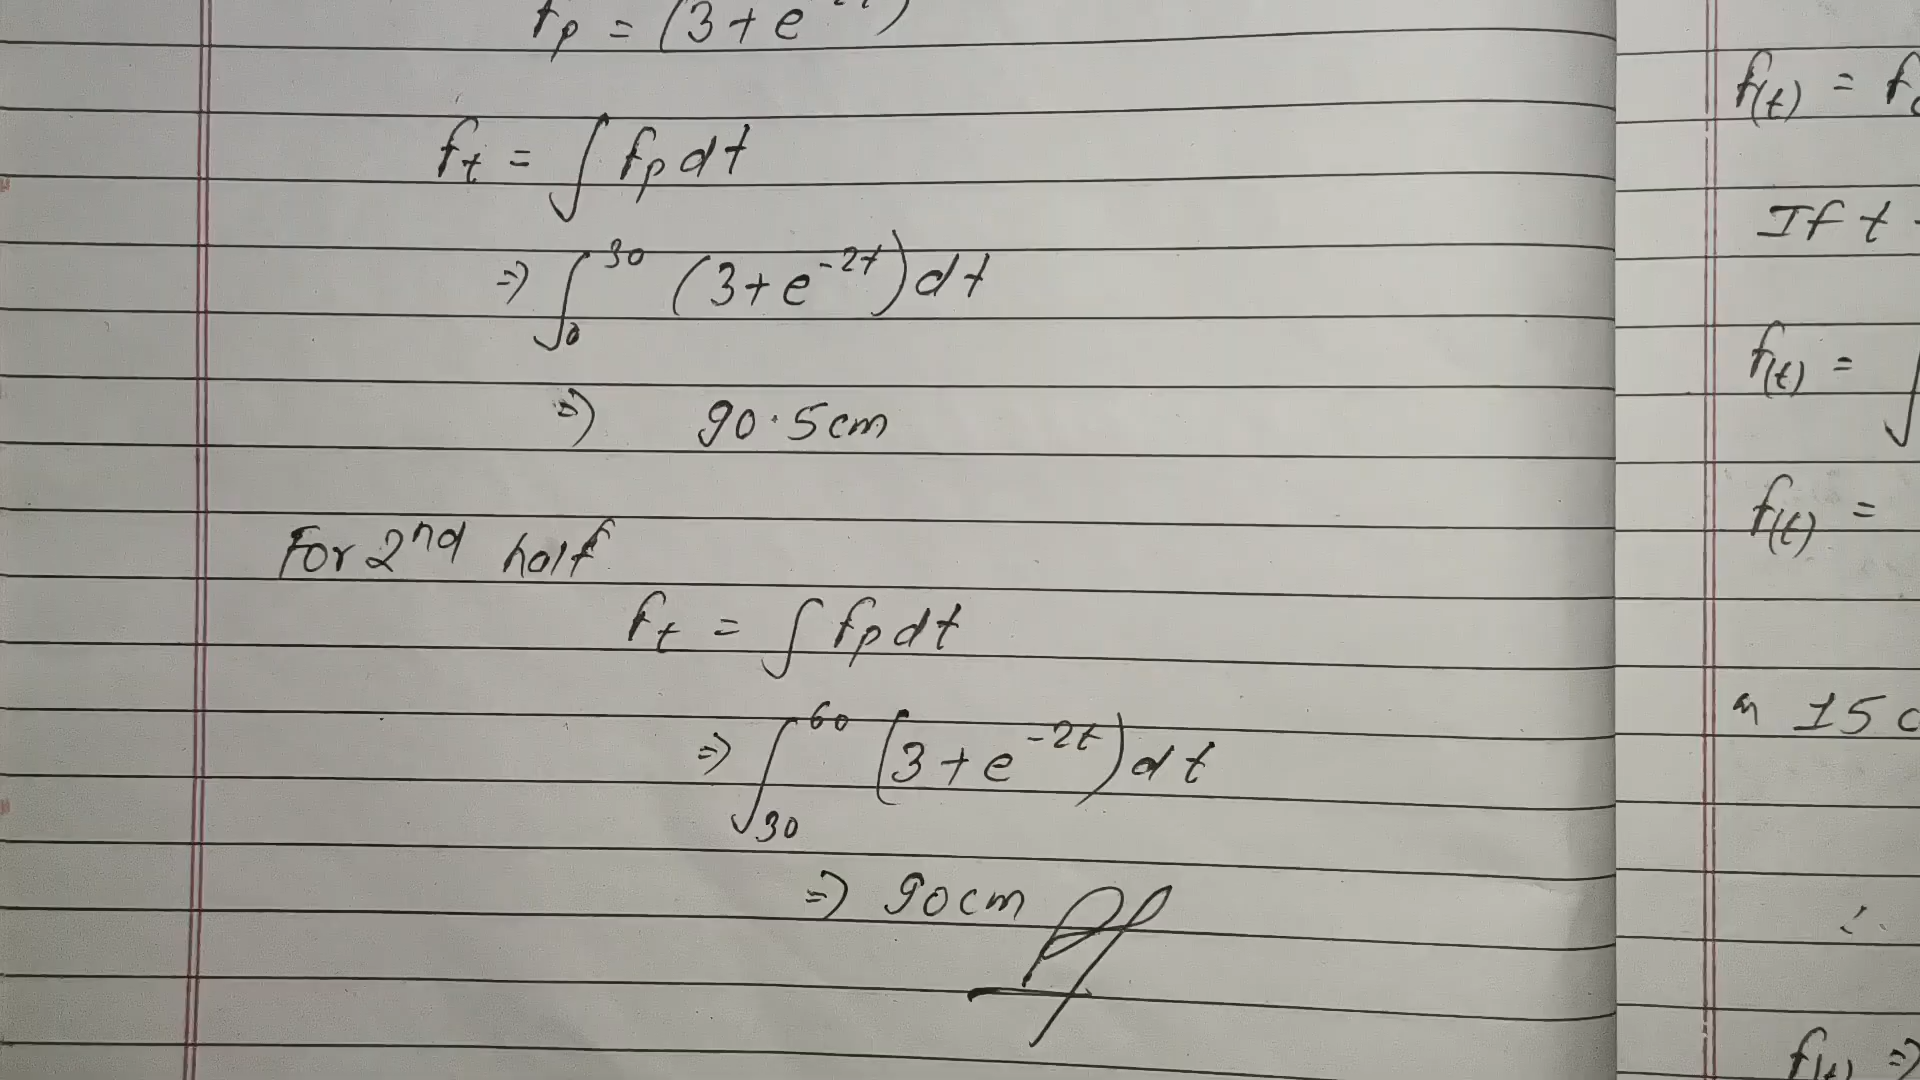 fp = (3+e
ft = ∫ fp dt
=) ∫₀³⁰ (3+e^-2t) dt
=) 90.5cm
For 2nd half
ft = ∫ fp dt
=) ∫₃₀⁶⁰ (3+e^-2t) dt
=) 90cm
f(t) =
If t
f(t) = ∫
f(t) =
15
f(t) =)